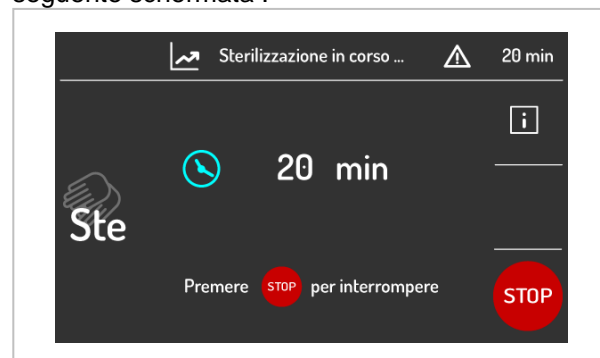 seguente schermata :
Sterilizzazione in corso ... 20 min
i
20 min
Ste
Premere STOP per interrompere
STOP